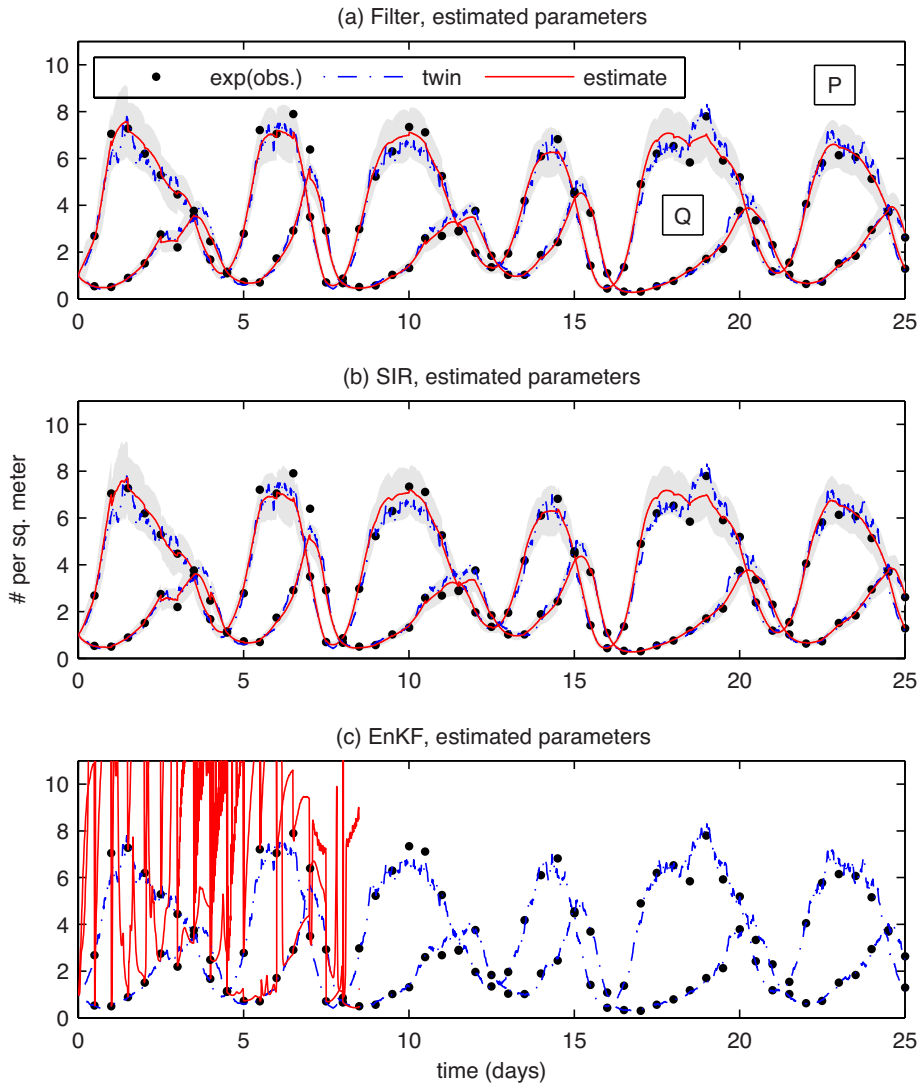 (a) Filter, estimated parameters
10
8
6
4
2
0
exp(obs.) twin estimate
P
Q
0 5 10 15 20 25
(b) SIR, estimated parameters
# per sq. meter
10
8
6
4
2
0
0 5 10 15 20 25
(c) EnKF, estimated parameters
10
8
6
4
2
0
0 5 10 15 20 25
time (days)